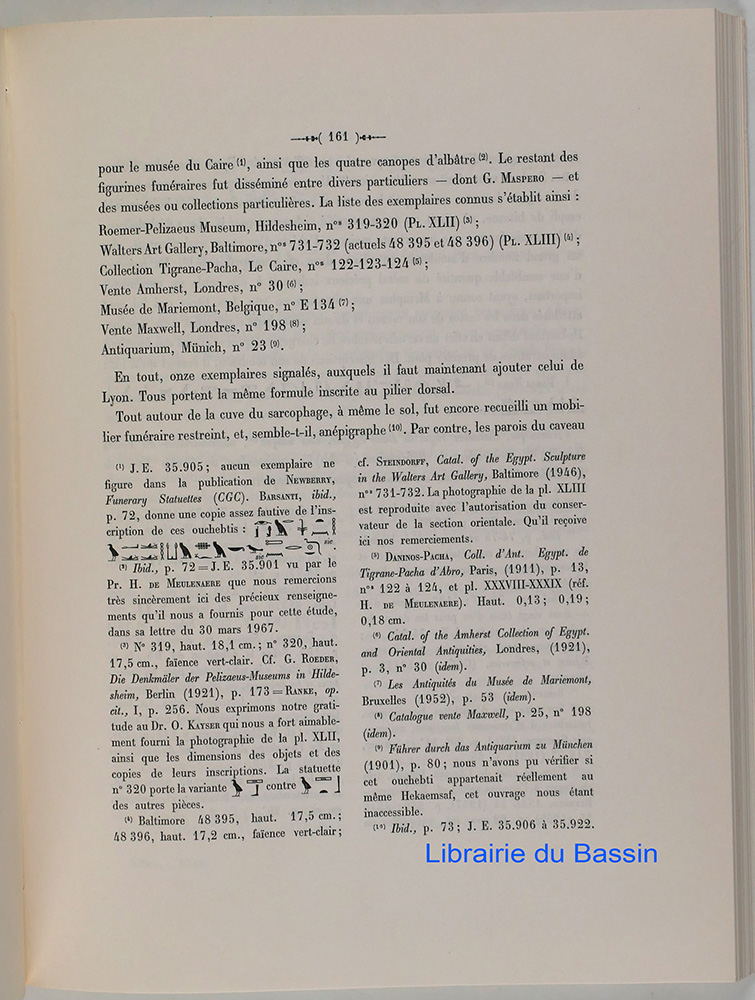 ( 161 )
pour le musée du Caire (1), ainsi que les quatre canopes d'albâtre (2). Le restant des
figurines funéraires fut disséminé entre divers particuliers — dont G. MASPERO — et
des musées ou collections particulières. La liste des exemplaires connus s'établit ainsi :
Roemer-Pelizaeus Museum, Hildesheim, nos 319-320 (PL. XLII) (3) ;
Walters Art Gallery, Baltimore, nos 731-732 (actuels 48 395 et 48 396) (PL. XLIII) (4) ;
Collection Tigrane-Pacha, Le Caire, nos 122-123-124 (5) ;
Vente Amherst, Londres, n° 30 (6) ;
Musée de Mariemont, Belgique, n° E 134 (7) ;
Vente Maxwell, Londres, n° 198 (8) ;
Antiquarium, Münich, n° 23 (9).
En tout, onze exemplaires signalés, auxquels il faut maintenant ajouter celui de
Lyon. Tous portent la même formule inscrite au pilier dorsal.
Tout autour de la cuve du sarcophage, à même le sol, fut encore recueilli un mobi-
lier funéraire restreint, et, semble-t-il, anépigraphe (10). Par contre, les parois du caveau
(1) J. E. 35.905 ; aucun exemplaire ne
figure dans la publication de NEWBERRY,
Funerary Statuettes (CGC). BARSANTI, ibid.,
p. 72, donne une copie assez fautive de l'ins-
cription de ces ouchebtis :
sic sic .
(2) Ibid., p. 72 = J. E. 35.901 vu par le
Pr. H. DE MEULENAERE que nous remercions
très sincèrement ici des précieux renseigne-
ments qu'il nous a fournis pour cette étude,
dans sa lettre du 30 mars 1967.
(3) N° 319, haut. 18,1 cm. ; n° 320, haut.
17,5 cm., faïence vert-clair. Cf. G. ROEDER,
Die Denkmäler der Pelizaeus-Museums in Hilde-
sheim, Berlin (1921), p. 173 = RANKE, op.
cit., I, p. 256. Nous exprimons notre grati-
tude au Dr. O. KAYSER qui nous a fort aimable-
ment fourni la photographie de la pl. XLII,
ainsi que les dimensions des objets et des
copies de leurs inscriptions. La statuette
n° 320 porte la variante contre
des autres pièces.
(4) Baltimore 48 395, haut. 17,5 cm. ;
48 396, haut. 17,2 cm., faïence vert-clair ;
cf. STEINDORFF, Catal. of the Egypt. Sculpture
in the Walters Art Gallery, Baltimore (1946),
nos 731-732. La photographie de la pl. XLIII
est reproduite avec l'autorisation du conser-
vateur de la section orientale. Qu'il reçoive
ici nos remerciements.
(5) DANINOS-PACHA, Coll. d'Ant. Egypt. de
Tigrane-Pacha d'Abro, Paris, (1911), p. 13,
nos 122 à 124, et pl. XXXVIII-XXXIX (réf.
H. DE MEULENAERE). Haut. 0,13 ; 0,19 ;
0,18 cm.
(6) Catal. of the Amherst Collection of Egypt.
and Oriental Antiquities, Londres, (1921),
p. 3, n° 30 (idem).
(7) Les Antiquités du Musée de Mariemont,
Bruxelles (1952), p. 53 (idem).
(8) Catalogue vente Maxwell, p. 25, n° 198
(idem).
(9) Führer durch das Antiquarium zu München
(1901), p. 80 ; nous n'avons pu vérifier si
cet ouchebti appartenait réellement au
même Hekaemsaf, cet ouvrage nous étant
inaccessible.
(10) Ibid., p. 73 ; J. E. 35.906 à 35.922.
Librairie du Bassin